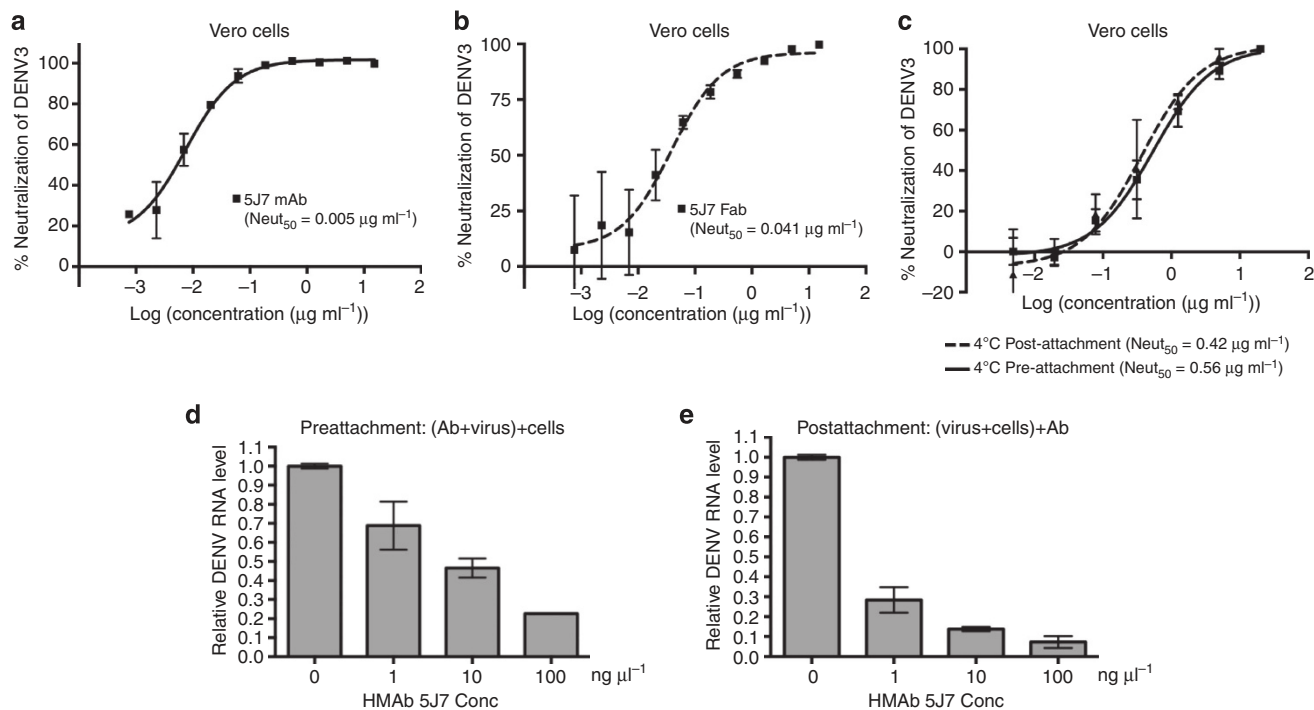 a
Vero cells
% Neutralization of DENV3
100
80
60
40
20
0
–3
–2
–1
0
1
2
Log (concentration (μg ml⁻¹))
5J7 mAb
(Neut₅₀ = 0.005 μg ml⁻¹)
b
Vero cells
% Neutralization of DENV3
100
75
50
25
0
–3
–2
–1
0
1
2
Log (concentration (μg ml⁻¹))
5J7 Fab
(Neut₅₀ = 0.041 μg ml⁻¹)
c
Vero cells
% Neutralization of DENV3
100
80
60
40
20
0
–20
–2
–1
0
1
2
Log (concentration (μg ml⁻¹))
4°C Post-attachment (Neut₅₀ = 0.42 μg ml⁻¹)
4°C Pre-attachment (Neut₅₀ = 0.56 μg ml⁻¹)
d
Preattachment: (Ab+virus)+cells
Relative DENV RNA level
1.1
1.0
0.9
0.8
0.7
0.6
0.5
0.4
0.3
0.2
0.1
0.0
0
1
10
100
ng μl⁻¹
HMAb 5J7 Conc
e
Postattachment: (virus+cells)+Ab
Relative DENV RNA level
1.1
1.0
0.9
0.8
0.7
0.6
0.5
0.4
0.3
0.2
0.1
0.0
0
1
10
100
ng μl⁻¹
HMAb 5J7 Conc